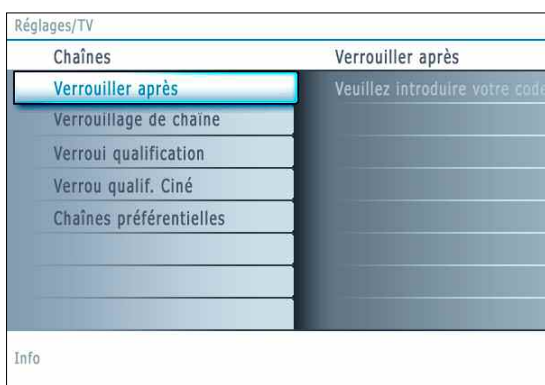 Réglages/TV
Chaînes
Verrouiller après
Verrouiller après
Veuillez introduire votre code
Verrouillage de chaîne
Verroui qualification
Verrou qualif. Ciné
Chaînes préférentielles
Info